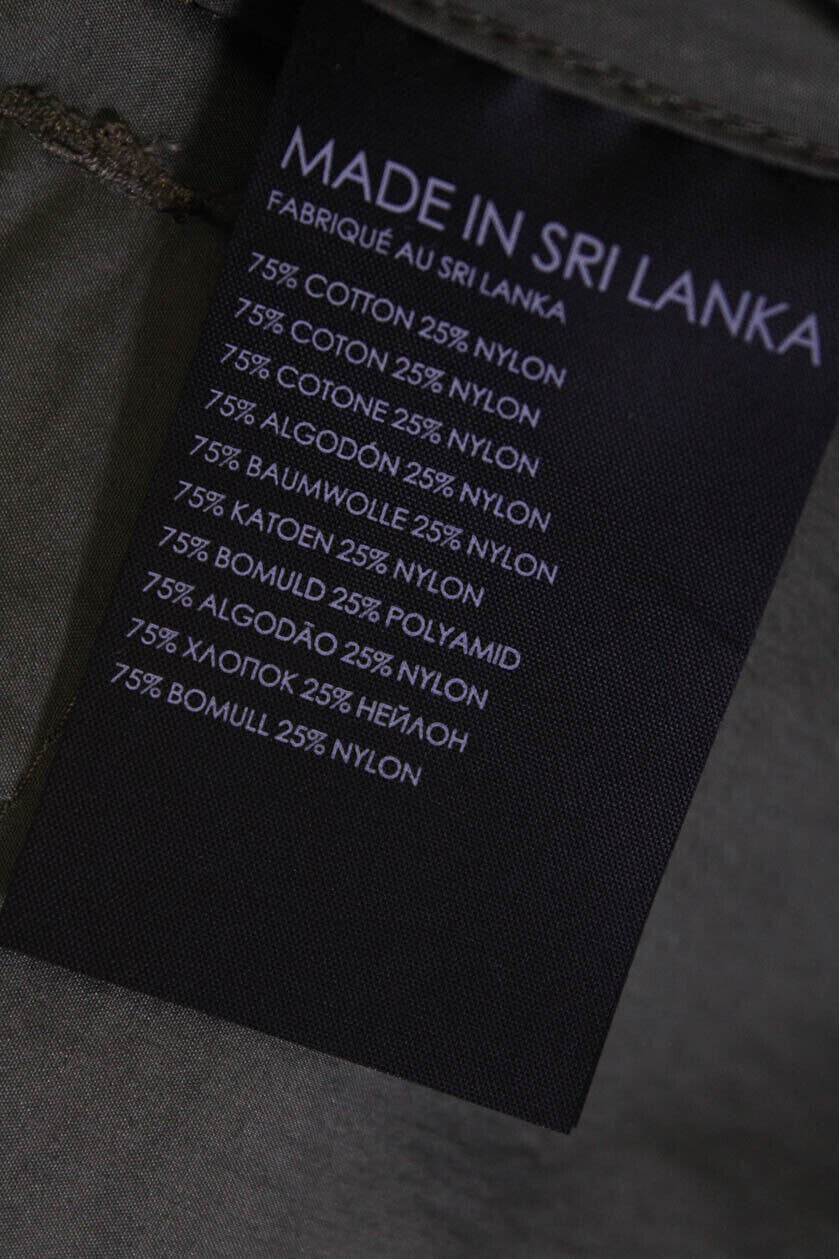 MADE IN SRI LANKA
FABRIQUÉ AU SRI LANKA
75% COTTON 25% NYLON
75% COTON 25% NYLON
75% COTONE 25% NYLON
75% ALGODÓN 25% NYLON
75% BAUMWOLLE 25% NYLON
75% KATOEN 25% NYLON
75% BOMULD 25% POLYAMID
75% ALGODÃO 25% NYLON
75% ХЛОПОК 25% НЕЙЛОН
75% BOMULL 25% NYLON